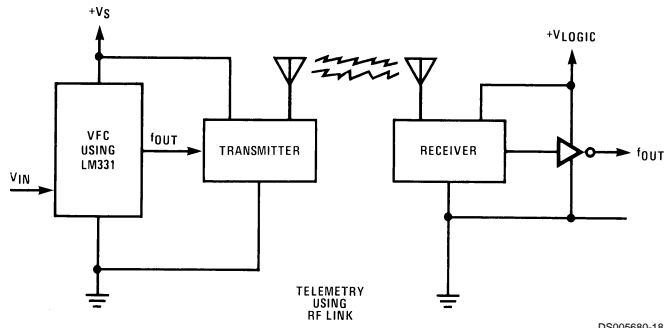 +VS
+VLOGIC
VFC
USING
LM331
fOUT
TRANSMITTER
RECEIVER
fOUT
VIN
TELEMETRY
USING
RF LINK
DS005680-18